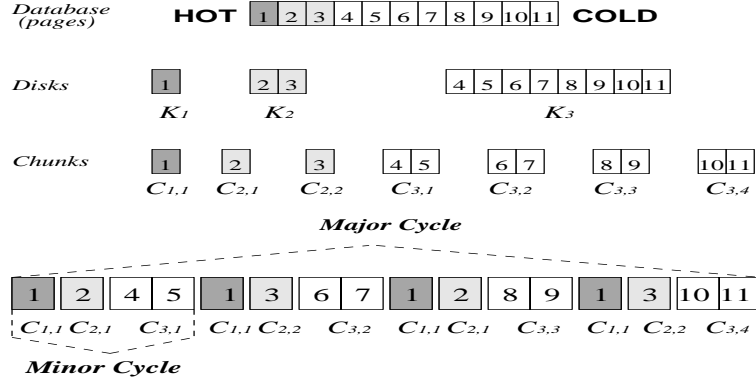 Database (pages) HOT 1 2 3 4 5 6 7 8 9 10 11 COLD
Disks 1 2 3 4 5 6 7 8 9 10 11
K1 K2 K3
Chunks 1 2 3 4 5 6 7 8 9 10 11
C1,1 C2,1 C2,2 C3,1 C3,2 C3,3 C3,4
Major Cycle
1 2 4 5 1 3 6 7 1 2 8 9 1 3 10 11
C1,1 C2,1 C3,1 C1,1 C2,2 C3,2 C1,1 C2,1 C3,3 C1,1 C2,2 C3,4
Minor Cycle